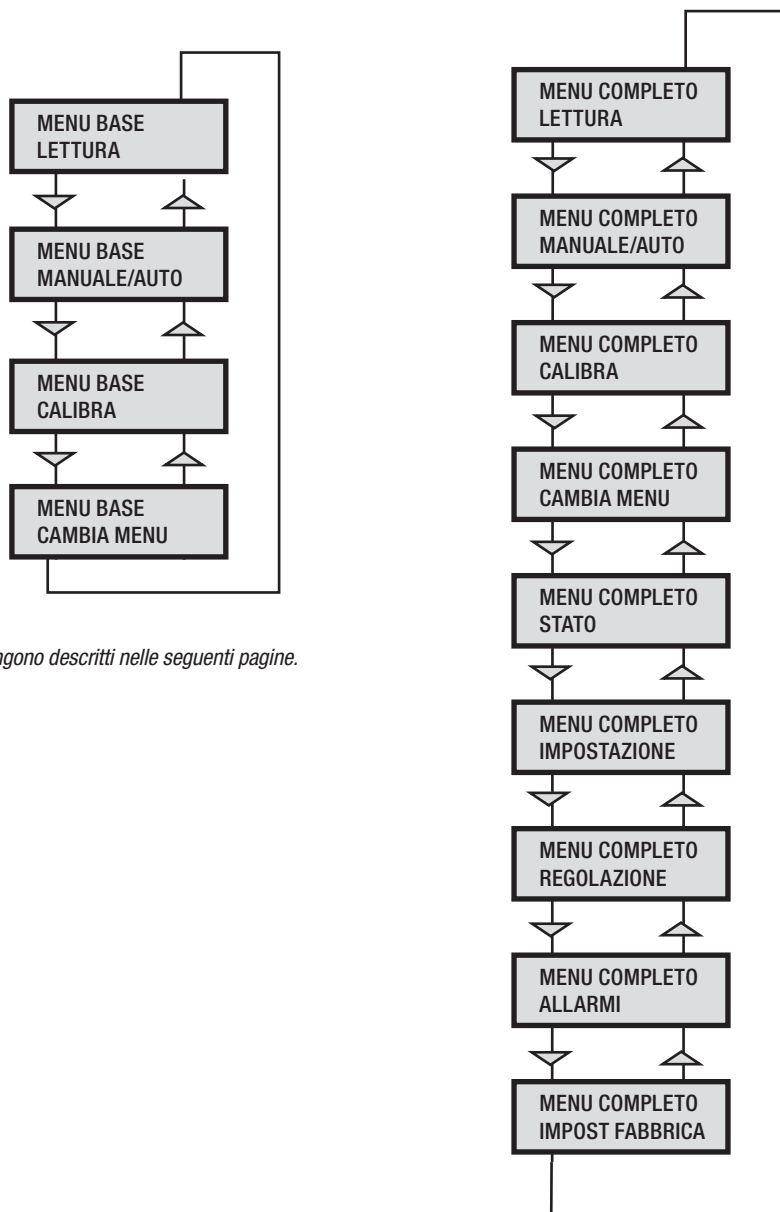 MENU BASE
LETTURA
MENU BASE
MANUALE/AUTO
MENU BASE
CALIBRA
MENU BASE
CAMBIA MENU
ngono descritti nelle seguenti pagine.
MENU COMPLETO
LETTURA
MENU COMPLETO
MANUALE/AUTO
MENU COMPLETO
CALIBRA
MENU COMPLETO
CAMBIA MENU
MENU COMPLETO
STATO
MENU COMPLETO
IMPOSTAZIONE
MENU COMPLETO
REGOLAZIONE
MENU COMPLETO
ALLARMI
MENU COMPLETO
IMPOST FABBRICA